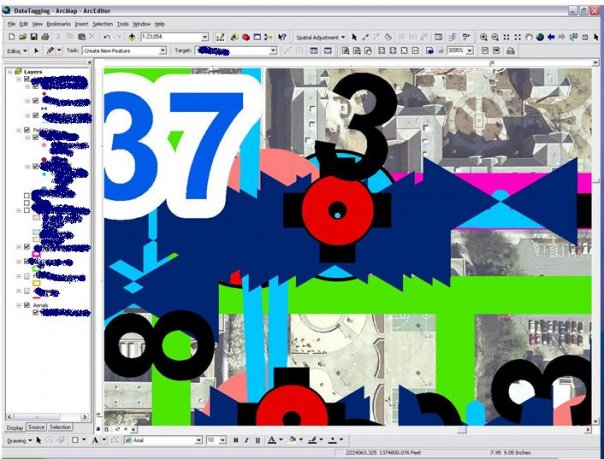 DataTagging - ArcMap - ArcEditor
File Edit View Bookmarks Insert Selection Tools Window Help
1:23,054
Spatial Adjustment
Editor Task: Create New Feature Target:
3095%
Layers
37
3
8
Aerials
Display Source Selection
Drawing A Arial 10 B I U A
2224063.325 1374800.076 Feet 7.95 9.05 Inches